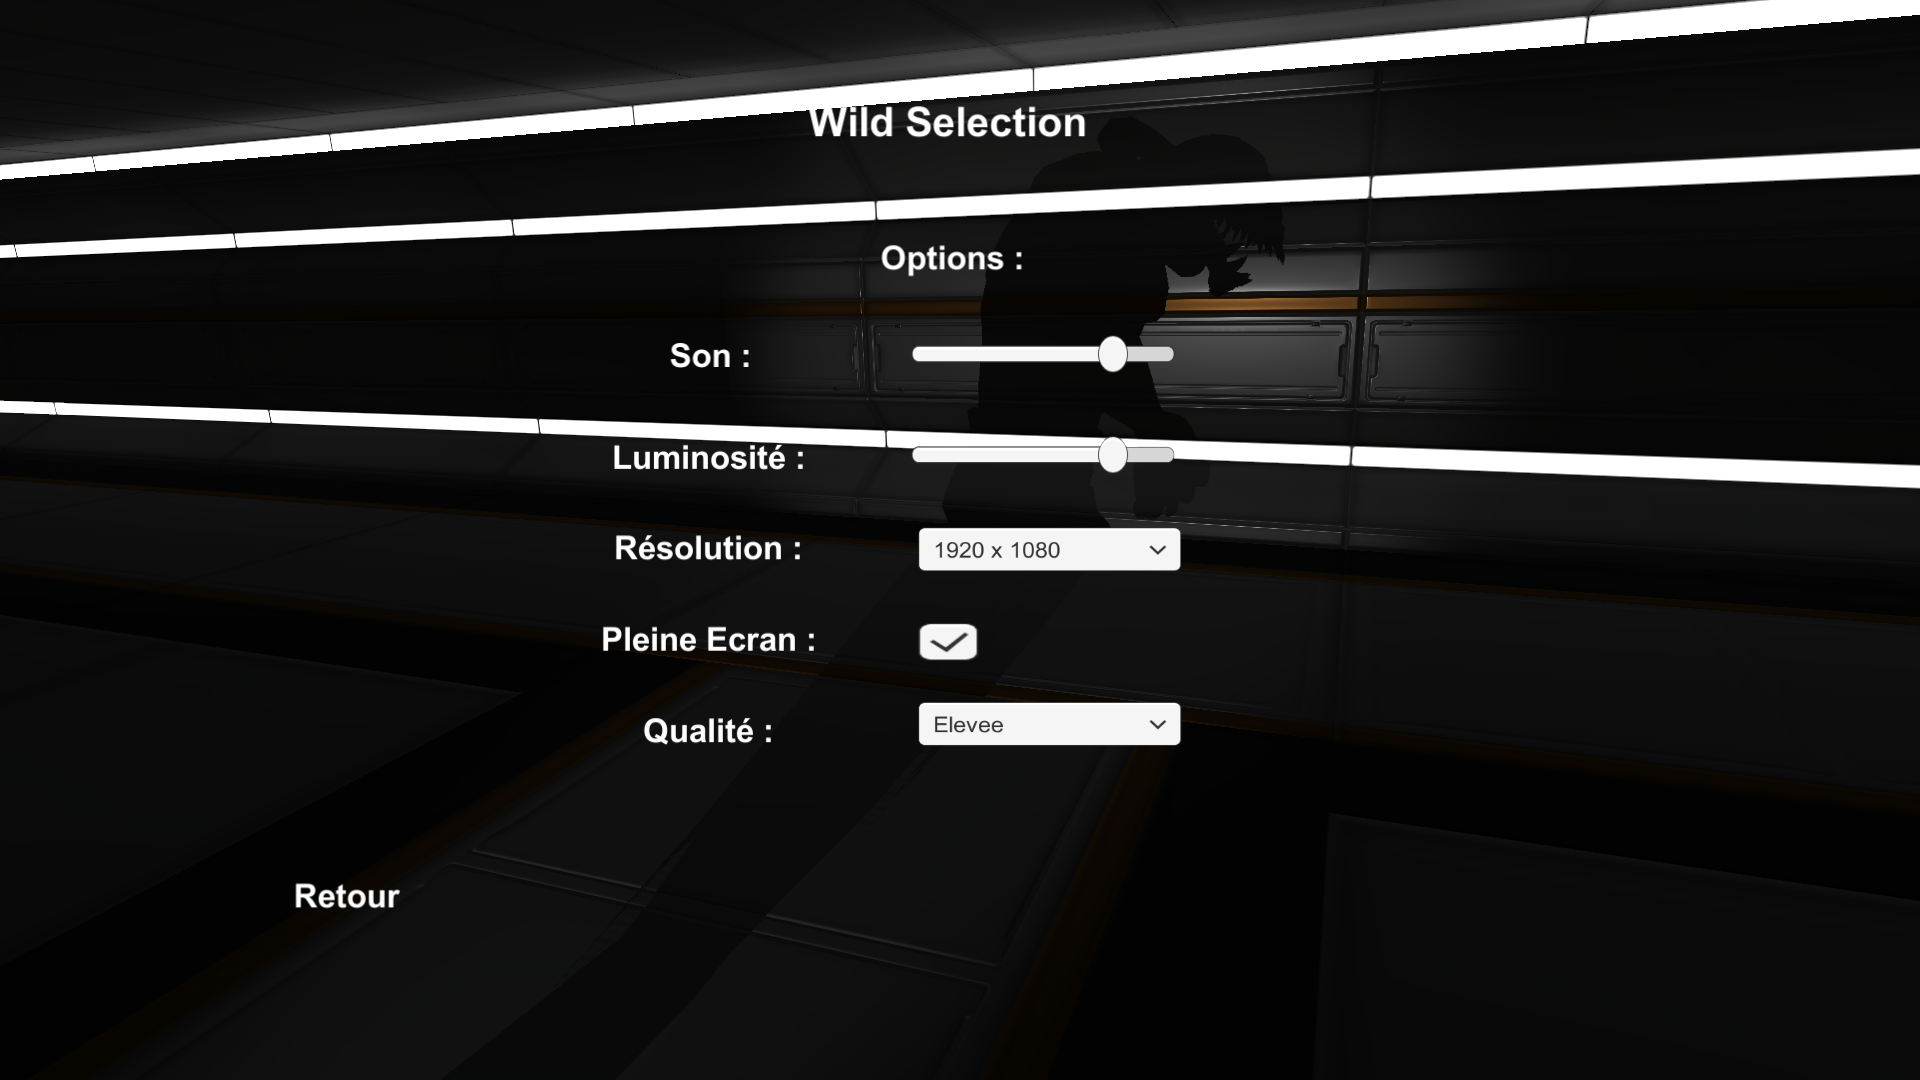 Wild Selection
Options :
Son :
Luminosité :
Résolution : 1920 x 1080
Pleine Ecran :
Qualité : Elevee
Retour